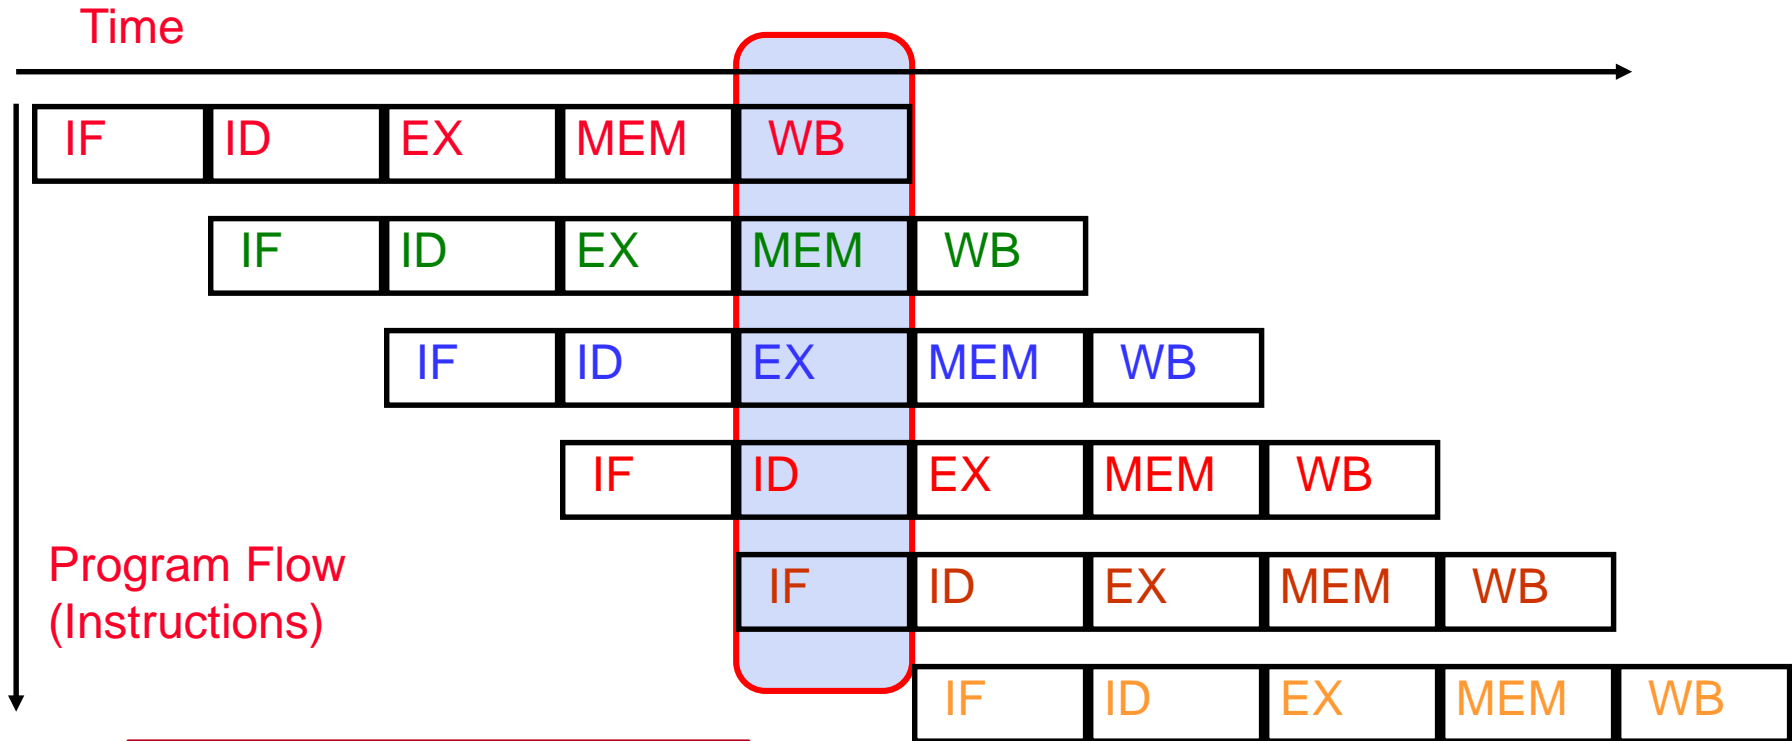 Time
IF ID EX MEM WB
IF ID EX MEM WB
IF ID EX MEM WB
IF ID EX MEM WB
Program Flow
IF ID EX MEM WB
(Instructions)
IF ID EX MEM WB